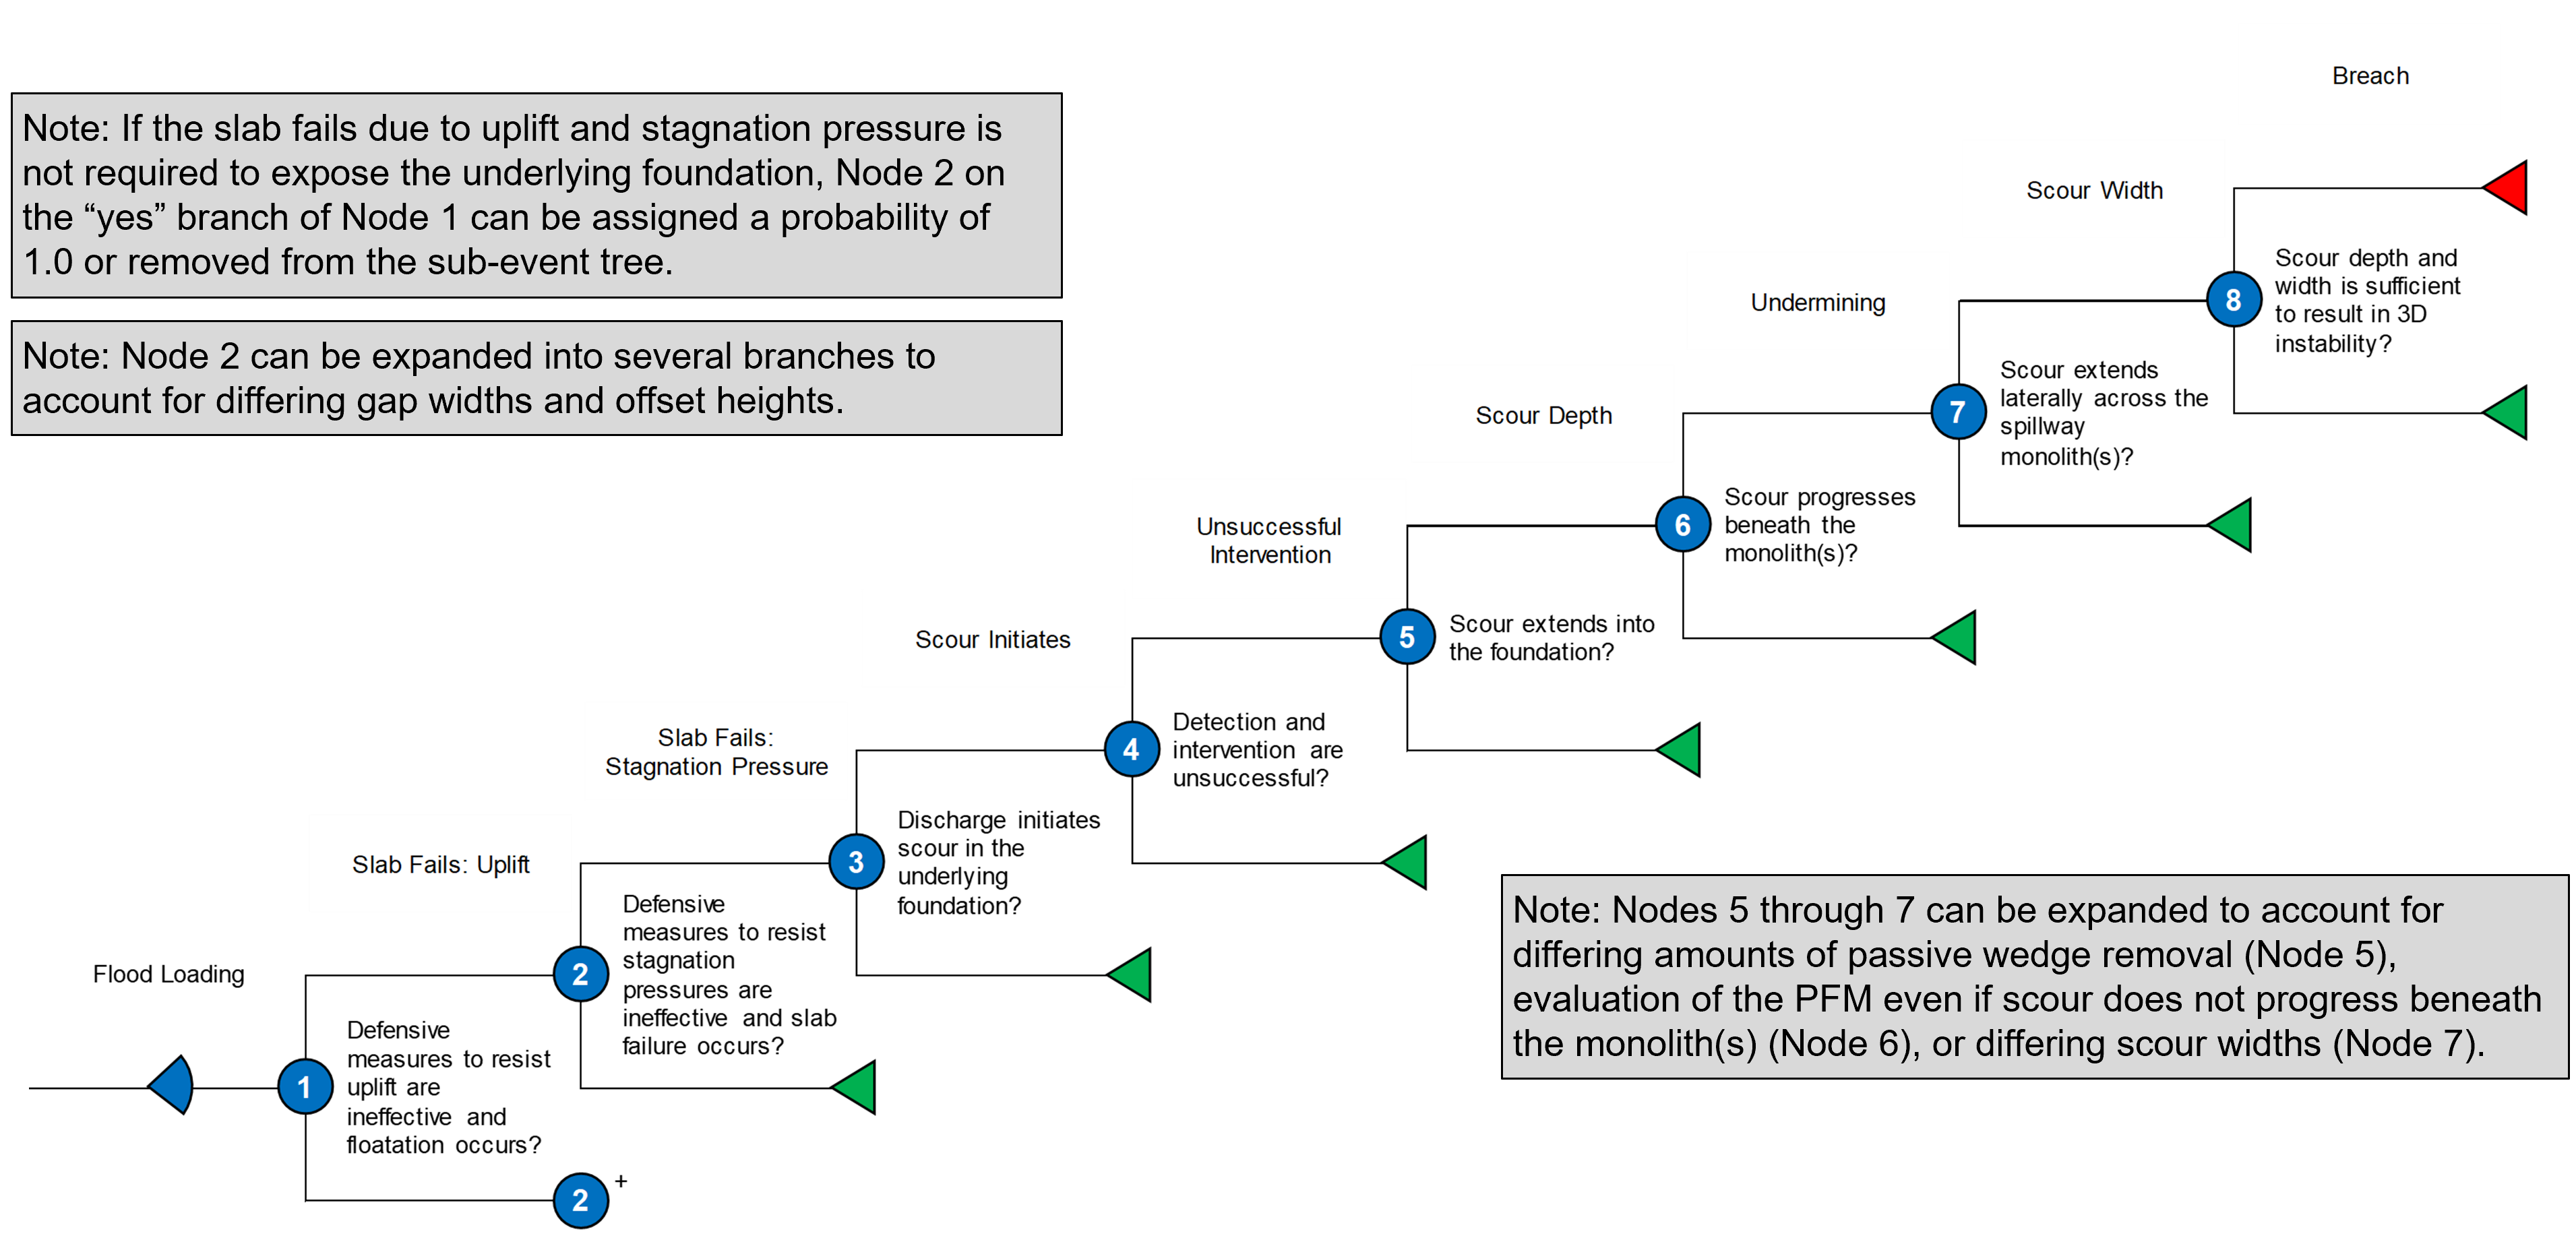 Breach
Note: If the slab fails due to uplift and stagnation pressure is
not required to expose the underlying foundation, Node 2 on
the “yes” branch of Node 1 can be assigned a probability of
1.0 or removed from the sub-event tree.
Note: Node 2 can be expanded into several branches to
account for differing gap widths and offset heights.
Scour Width
8
Scour depth and
width is sufficient
to result in 3D
instability?
Undermining
7
Scour extends
laterally across the
spillway
monolith(s)?
Scour Depth
6
Scour progresses
beneath the
monolith(s)?
Unsuccessful
Intervention
5
Scour extends into
the foundation?
Scour Initiates
4
Detection and
intervention are
unsuccessful?
Slab Fails:
Stagnation Pressure
3
Discharge initiates
scour in the
underlying
foundation?
Slab Fails: Uplift
2
Defensive
measures to resist
stagnation
pressures are
ineffective and slab
failure occurs?
Flood Loading
1
Defensive
measures to resist
uplift are
ineffective and
floatation occurs?
2 +
Note: Nodes 5 through 7 can be expanded to account for
differing amounts of passive wedge removal (Node 5),
evaluation of the PFM even if scour does not progress beneath
the monolith(s) (Node 6), or differing scour widths (Node 7).